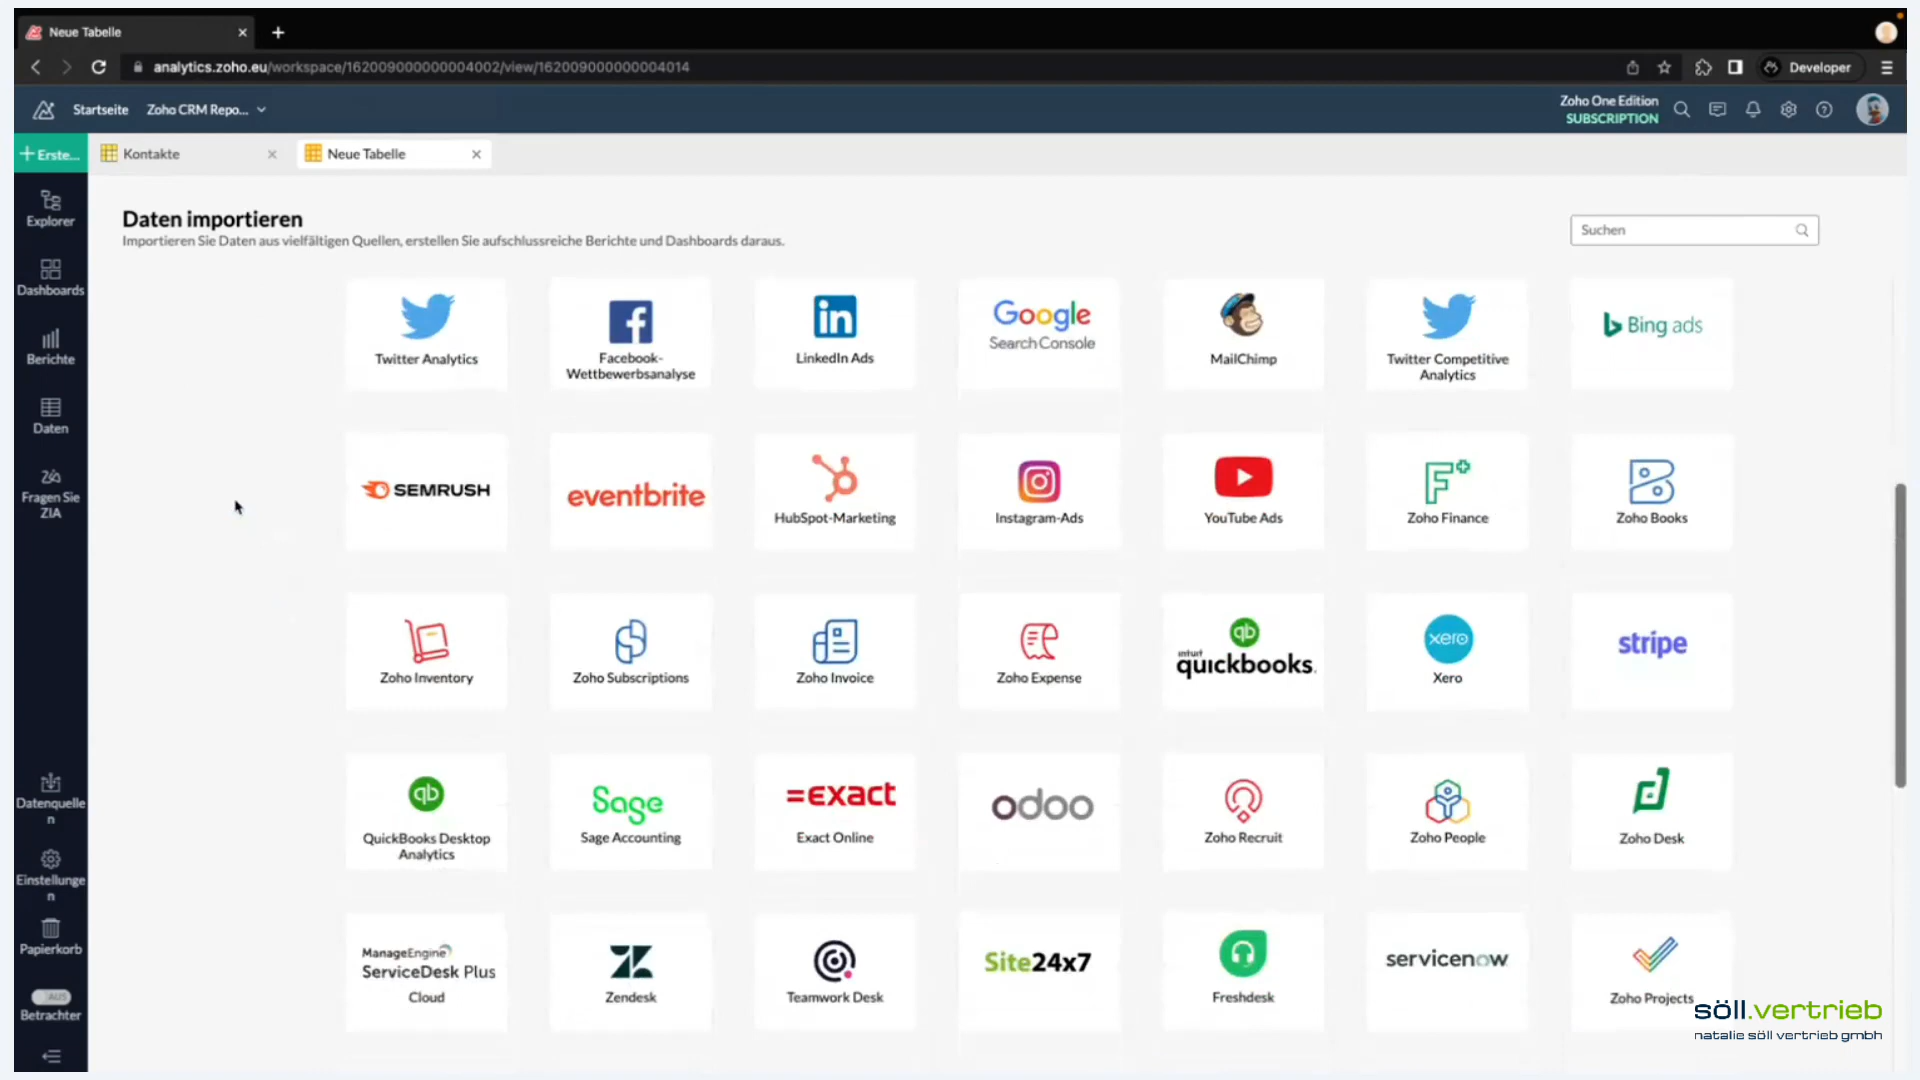 Neue Tabelle
analytics.zoho.eu/workspace/162009000000004002/view/162009000000004014
Developer
Startseite
Zoho CRM Repo...
Zoho One Edition
SUBSCRIPTION
+ Erste...
Kontakte
Neue Tabelle
Explorer
Dashboards
Berichte
Daten
Zia
Fragen Sie
ZIA
Datenquelle
n
Einstellunge
n
Papierkorb
AUS
Betrachter
Daten importieren
Importieren Sie Daten aus vielfältigen Quellen, erstellen Sie aufschlussreiche Berichte und Dashboards daraus.
Suchen
Twitter Analytics
Facebook-
Wettbewerbsanalyse
in
LinkedIn Ads
Google
Search Console
MailChimp
Twitter Competitive
Analytics
Bing ads
SEMRUSH
eventbrite
HubSpot-Marketing
Instagram-Ads
YouTube Ads
Zoho Finance
Zoho Books
Zoho Inventory
Zoho Subscriptions
Zoho Invoice
Zoho Expense
qb
intuit
quickbooks.
xero
Xero
stripe
qb
QuickBooks Desktop
Analytics
Sage
Sage Accounting
=exact
Exact Online
odoo
Zoho Recruit
Zoho People
Zoho Desk
ManageEngine
ServiceDesk Plus
Cloud
Zendesk
Teamwork Desk
Site24x7
Freshdesk
servicenow
Zoho Projects
söll.vertrieb
natalie söll vertrieb gmbh